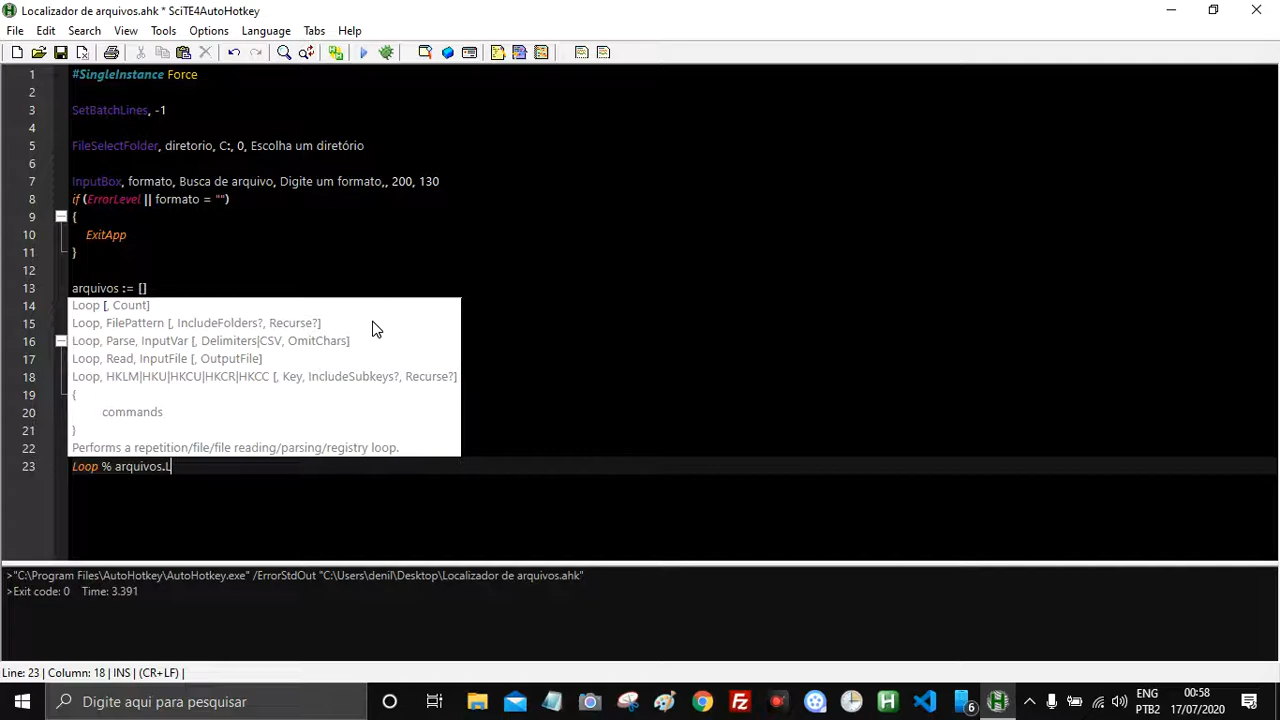 Localizador de arquivos.ahk * SciTE4AutoHotkey
File Edit Search View Tools Options Language Tabs Help
1 #SingleInstance Force
2
3 SetBatchLines, -1
4
5 FileSelectFolder, diretorio, C:, 0, Escolha um diretório
6
7 InputBox, formato, Busca de arquivo, Digite um formato,, 200, 130
8 if (ErrorLevel || formato = "")
9 {
10 ExitApp
11 }
12
13 arquivos := []
14 Loop [, Count]
15 Loop, FilePattern [, IncludeFolders?, Recurse?]
16 Loop, Parse, InputVar [, Delimiters|CSV, OmitChars]
17 Loop, Read, InputFile [, OutputFile]
18 Loop, HKLM|HKU|HKCU|HKCR|HKCC [, Key, IncludeSubkeys?, Recurse?]
19 {
20 commands
21 }
22 Performs a repetition/file/file reading/parsing/registry loop.
23 Loop % arquivos.L
>"C:\Program Files\AutoHotkey\AutoHotkey.exe" /ErrorStdOut "C:\Users\denil\Desktop\Localizador de arquivos.ahk"
>Exit code: 0 Time: 3.391
Line: 23 | Column: 18 | INS | (CR+LF) |
Digite aqui para pesquisar
6
ENG
PTB2
00:58
17/07/2020